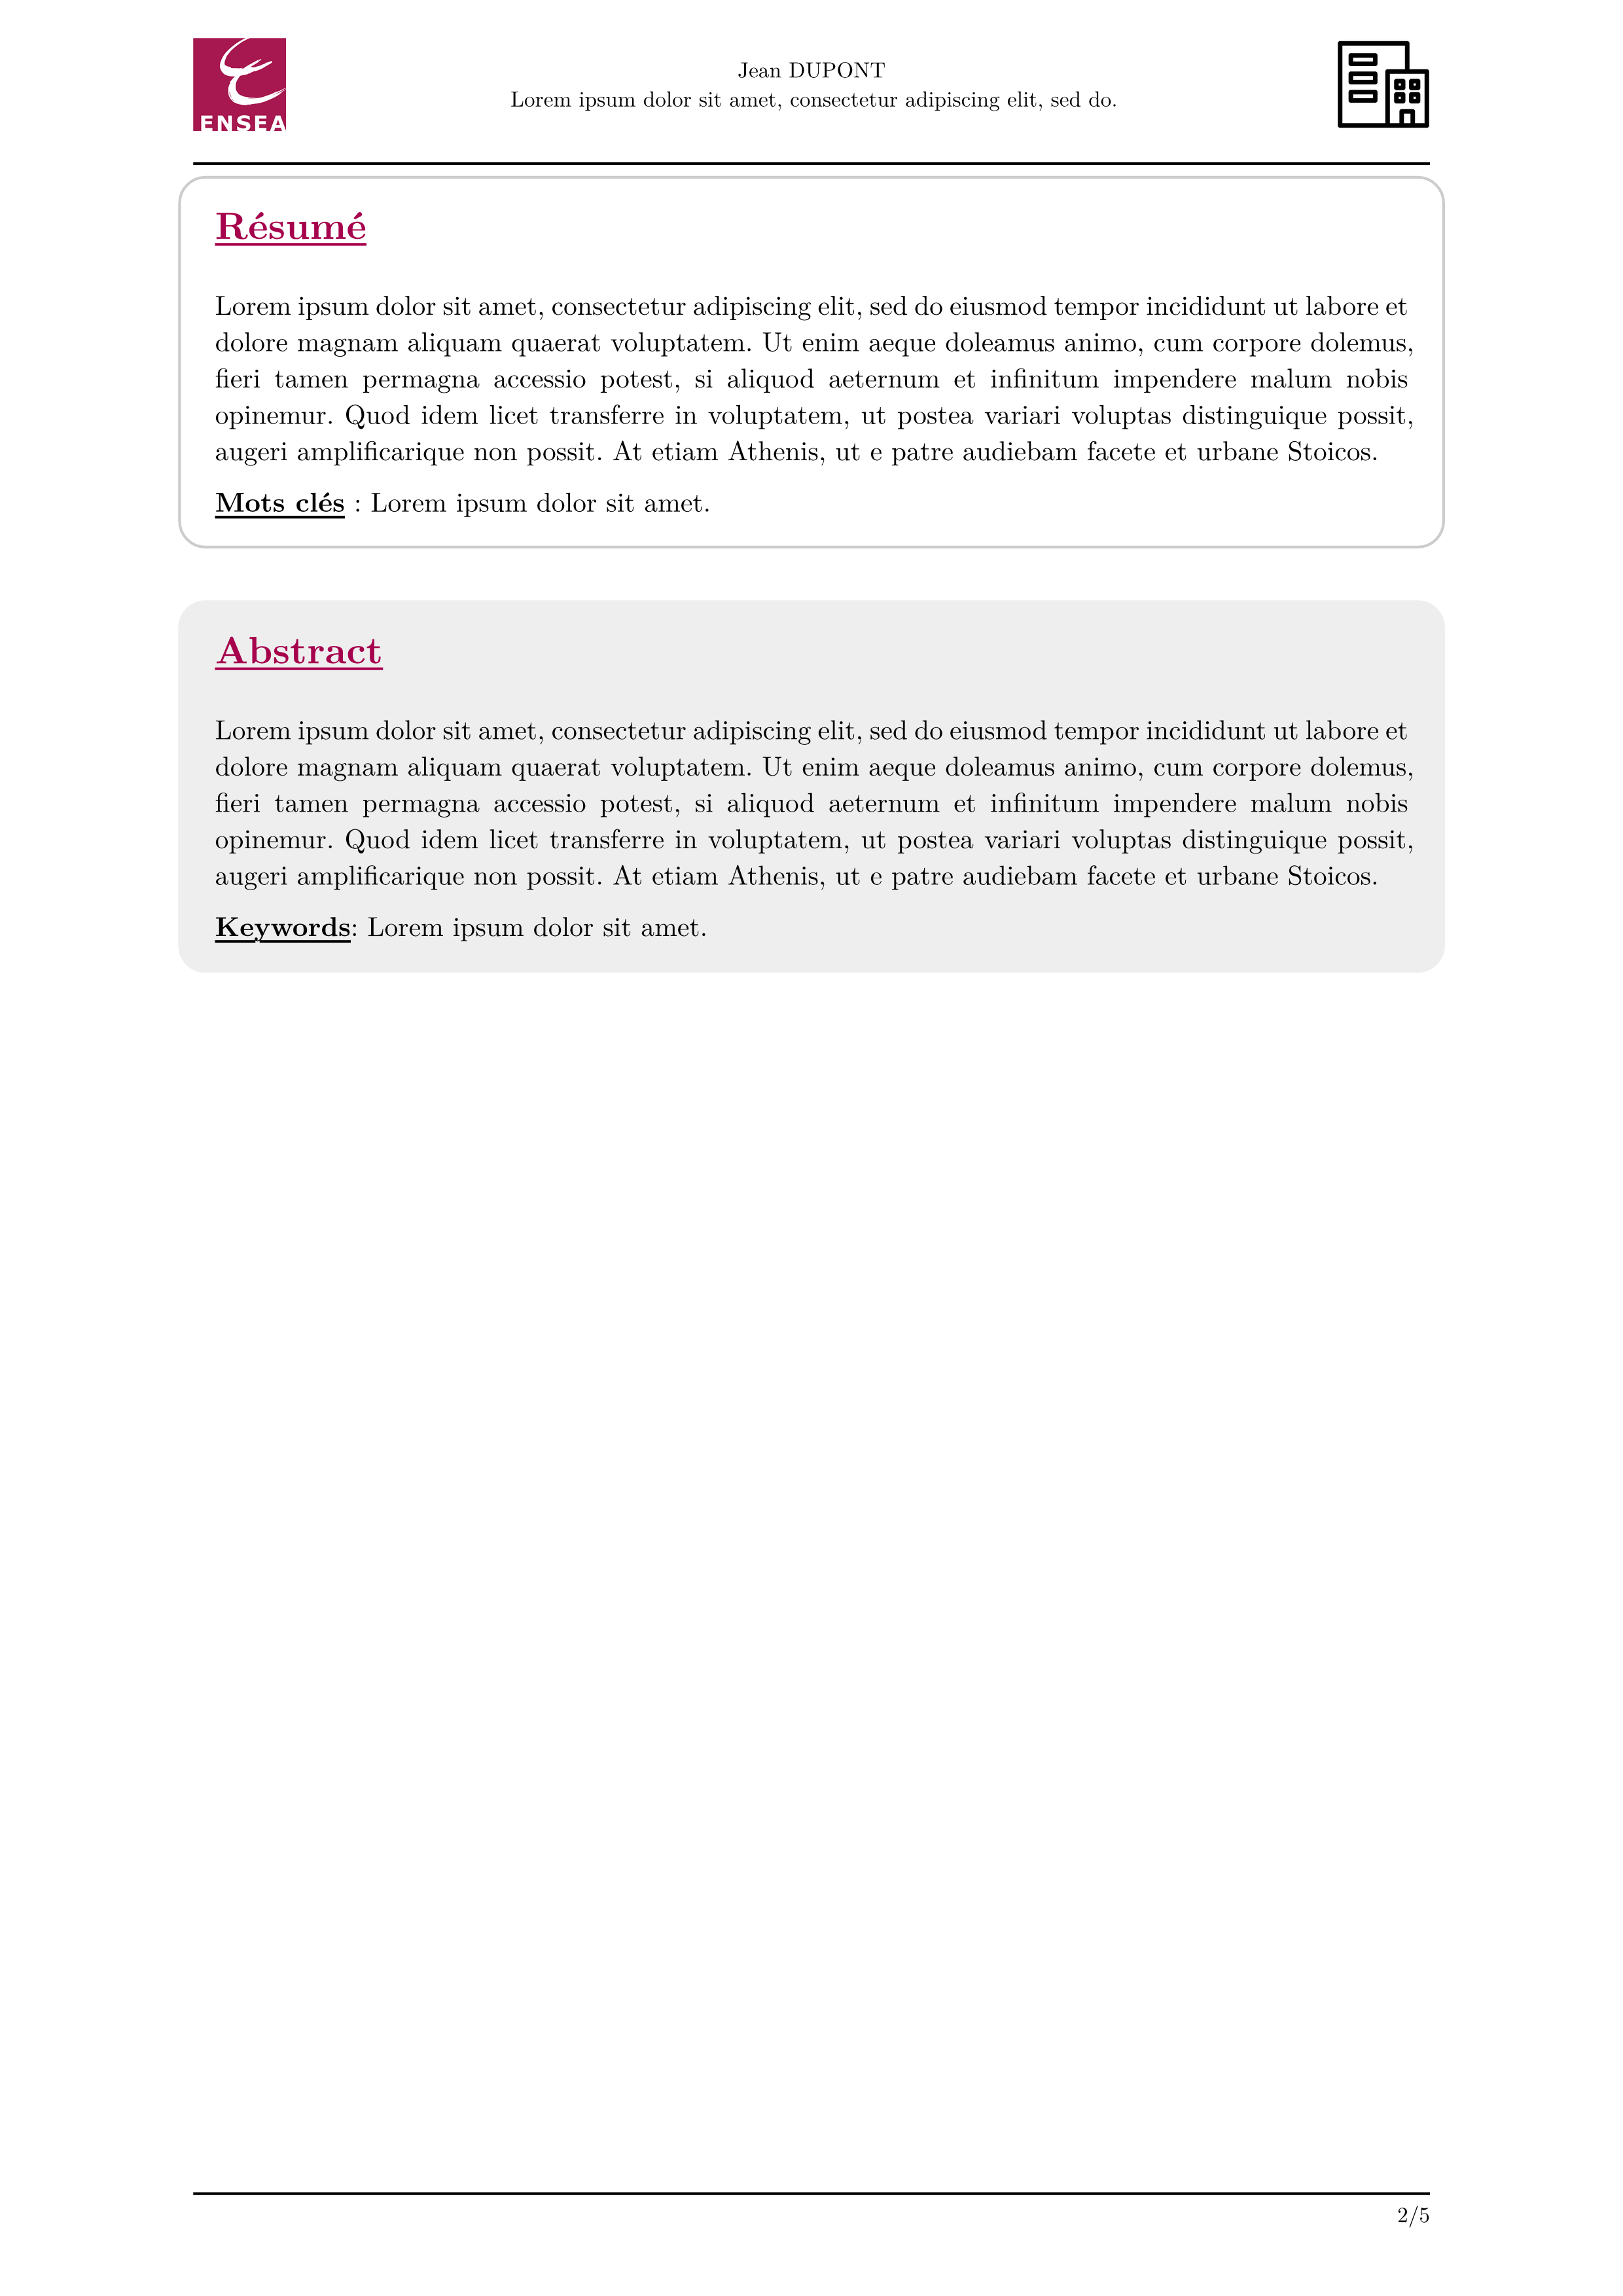 ENSEA
Jean DUPONT
Lorem ipsum dolor sit amet, consectetur adipiscing elit, sed do.
Résumé
Lorem ipsum dolor sit amet, consectetur adipiscing elit, sed do eiusmod tempor incididunt ut labore et
dolore magnam aliquam quaerat voluptatem. Ut enim aeque doleamus animo, cum corpore dolemus,
fieri tamen permagna accessio potest, si aliquod aeternum et infinitum impendere malum nobis
opinemur. Quod idem licet transferre in voluptatem, ut postea variari voluptas distinguique possit,
augeri amplificarique non possit. At etiam Athenis, ut e patre audiebam facete et urbane Stoicos.
Mots clés : Lorem ipsum dolor sit amet.
Abstract
Lorem ipsum dolor sit amet, consectetur adipiscing elit, sed do eiusmod tempor incididunt ut labore et
dolore magnam aliquam quaerat voluptatem. Ut enim aeque doleamus animo, cum corpore dolemus,
fieri tamen permagna accessio potest, si aliquod aeternum et infinitum impendere malum nobis
opinemur. Quod idem licet transferre in voluptatem, ut postea variari voluptas distinguique possit,
augeri amplificarique non possit. At etiam Athenis, ut e patre audiebam facete et urbane Stoicos.
Keywords: Lorem ipsum dolor sit amet.
2/5